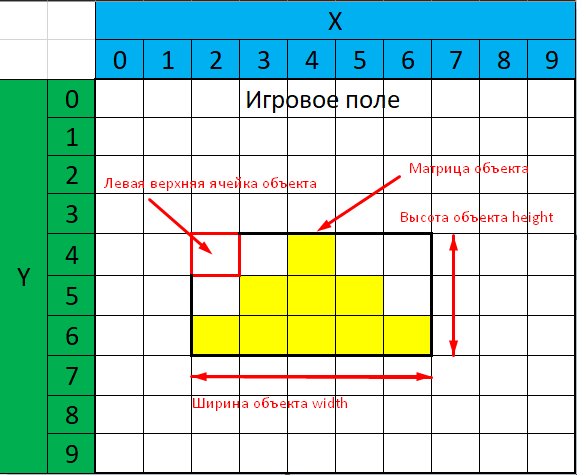 X
0 1 2 3 4 5 6 7 8 9
Y
0
Игровое поле
1
2
Матрица объекта
Левая верхняя ячейка объекта
3
Высота объекта height
4
5
6
7
Ширина объекта width
8
9